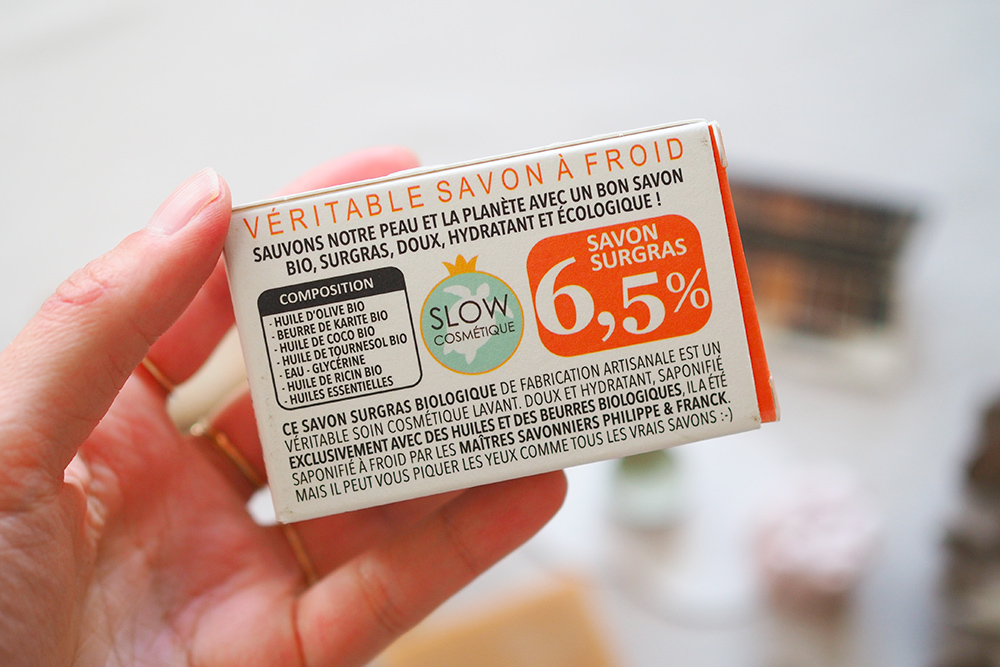 VÉRITABLE SAVON À FROID
SAUVONS NOTRE PEAU ET LA PLANÈTE AVEC UN BON SAVON
BIO, SURGRAS, DOUX, HYDRATANT ET ÉCOLOGIQUE !
COMPOSITION
- HUILE D'OLIVE BIO
- BEURRE DE KARITE BIO
- HUILE DE COCO BIO
- HUILE DE TOURNESOL BIO
- EAU - GLYCÉRINE
- HUILE DE RICIN BIO
- HUILES ESSENTIELLES
SLOW
COSMÉTIQUE
SAVON
SURGRAS
6,5%
CE SAVON SURGRAS BIOLOGIQUE DE FABRICATION ARTISANALE EST UN
VÉRITABLE SOIN COSMÉTIQUE LAVANT. DOUX ET HYDRATANT, SAPONIFIÉ
EXCLUSIVEMENT AVEC DES HUILES ET DES BEURRES BIOLOGIQUES, IL A ÉTÉ
SAPONIFIÉ À FROID PAR LES MAÎTRES SAVONNIERS PHILIPPE & FRANCK.
MAIS IL PEUT VOUS PIQUER LES YEUX COMME TOUS LES VRAIS SAVONS :-)